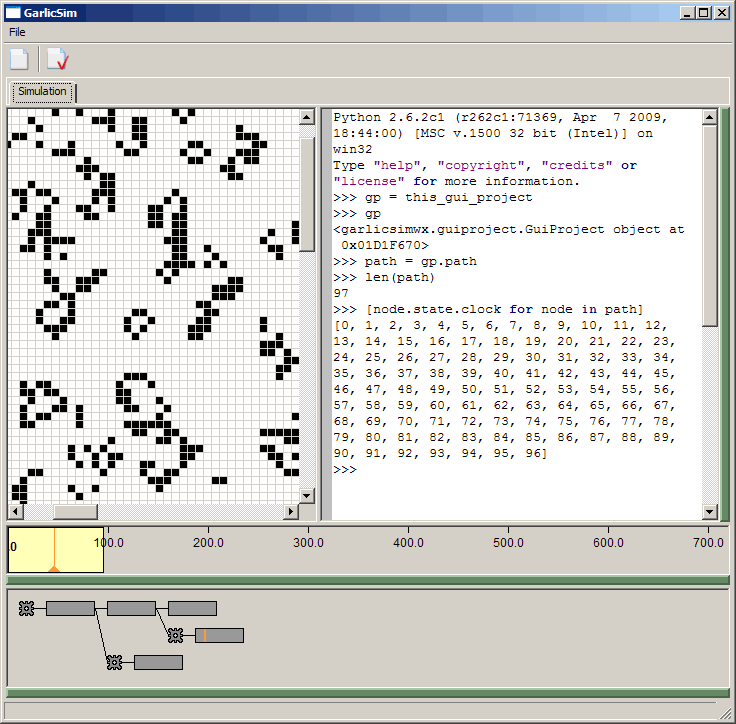 GarlicSim
File
Simulation
Python 2.6.2c1 (r262c1:71369, Apr  7 2009,
18:44:00) [MSC v.1500 32 bit (Intel)] on
win32
Type "help", "copyright", "credits" or
"license" for more information.
>>> gp = this_gui_project
>>> gp
<garlicsimwx.guiproject.GuiProject object at
 0x01D1F670>
>>> path = gp.path
>>> len(path)
97
>>> [node.state.clock for node in path]
[0, 1, 2, 3, 4, 5, 6, 7, 8, 9, 10, 11, 12,
13, 14, 15, 16, 17, 18, 19, 20, 21, 22, 23,
24, 25, 26, 27, 28, 29, 30, 31, 32, 33, 34,
35, 36, 37, 38, 39, 40, 41, 42, 43, 44, 45,
46, 47, 48, 49, 50, 51, 52, 53, 54, 55, 56,
57, 58, 59, 60, 61, 62, 63, 64, 65, 66, 67,
68, 69, 70, 71, 72, 73, 74, 75, 76, 77, 78,
79, 80, 81, 82, 83, 84, 85, 86, 87, 88, 89,
90, 91, 92, 93, 94, 95, 96]
>>>
0 100.0 200.0 300.0 400.0 500.0 600.0 700.0